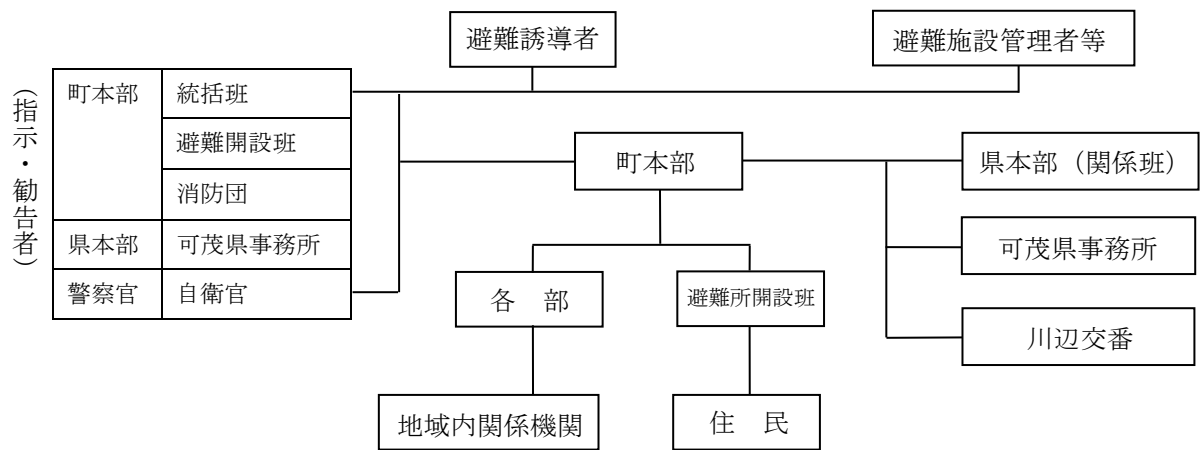 避難誘導者
避難施設管理者等
(指示・勧告者)
町本部 統括班
避難開設班
消防団
県本部 可茂県事務所
警察官 自衛官
町本部
県本部（関係班）
可茂県事務所
川辺交番
各　部
避難所開設班
地域内関係機関
住　民